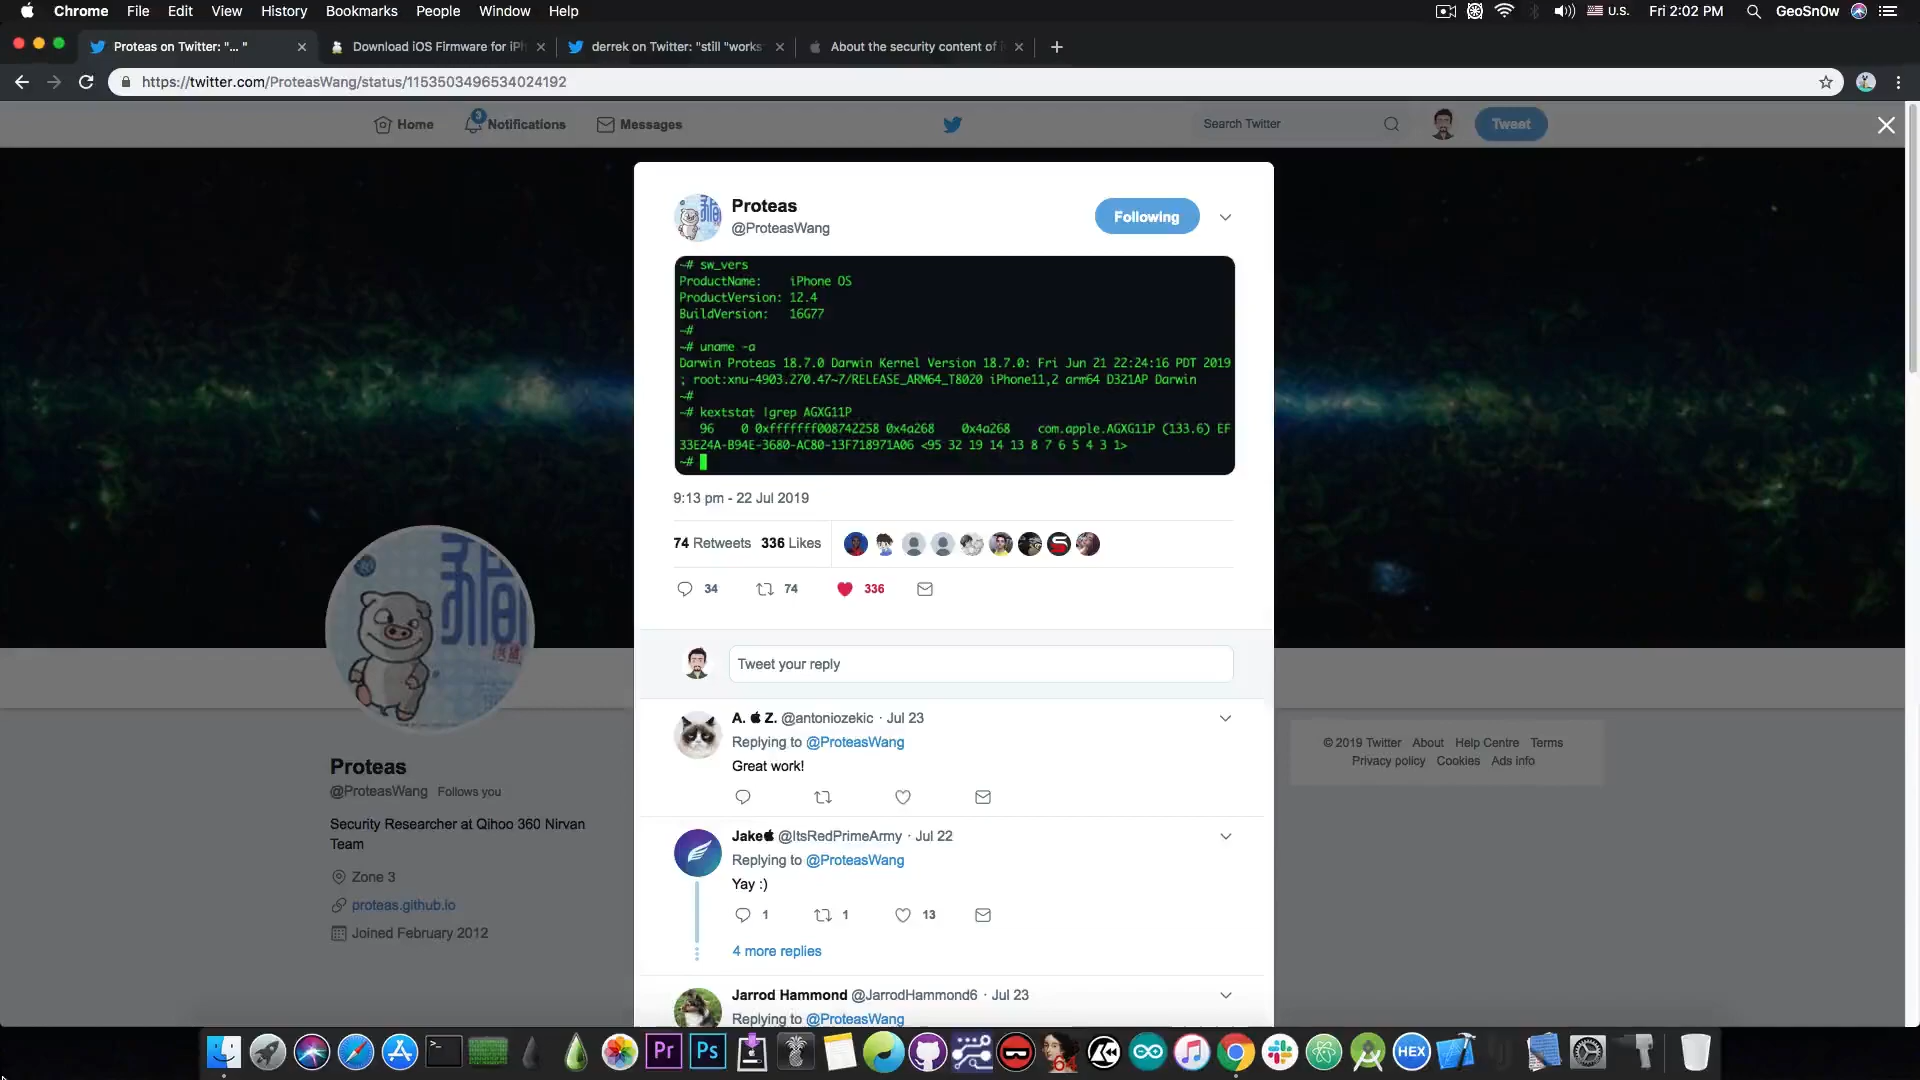 Chrome File Edit View History Bookmarks People Window Help U.S. Fri 2:02 PM GeoSn0w
Proteas on Twitter: "... " Download iOS Firmware for iPh derrek on Twitter: "still "works About the security content of
https://twitter.com/ProteasWang/status/1153503496534024192
Home 3 Notifications Messages Search Twitter Tweet
Proteas
@ProteasWang
Following
~# sw_vers
ProductName: iPhone OS
ProductVersion: 12.4
BuildVersion: 16G77
~#
~# uname -a
Darwin Proteas 18.7.0 Darwin Kernel Version 18.7.0: Fri Jun 21 22:24:16 PDT 2019
; root:xnu-4903.270.47~7/RELEASE_ARM64_T8020 iPhone11,2 arm64 D321AP Darwin
~#
~# kextstat |grep AGXG11P
96 0 0xfffffff008742258 0x4a268 0x4a268 com.apple.AGXG11P (133.6) EF
33E24A-B94E-3680-AC80-13F718971A06 <95 32 19 14 13 8 7 6 5 4 3 1>
~#
9:13 pm - 22 Jul 2019
74 Retweets 336 Likes
34 74 336
Tweet your reply
A. Z. @antoniozekic · Jul 23
Replying to @ProteasWang
Great work!
Jake @ItsRedPrimeArmy · Jul 22
Replying to @ProteasWang
Yay :)
1 1 13
4 more replies
Jarrod Hammond @JarrodHammond6 · Jul 23
Replying to @ProteasWang
Proteas
@ProteasWang Follows you
Security Researcher at Qihoo 360 Nirvan
Team
Zone 3
proteas.github.io
Joined February 2012
© 2019 Twitter About Help Centre Terms
Privacy policy Cookies Ads info
Pr Ps 64 HEX